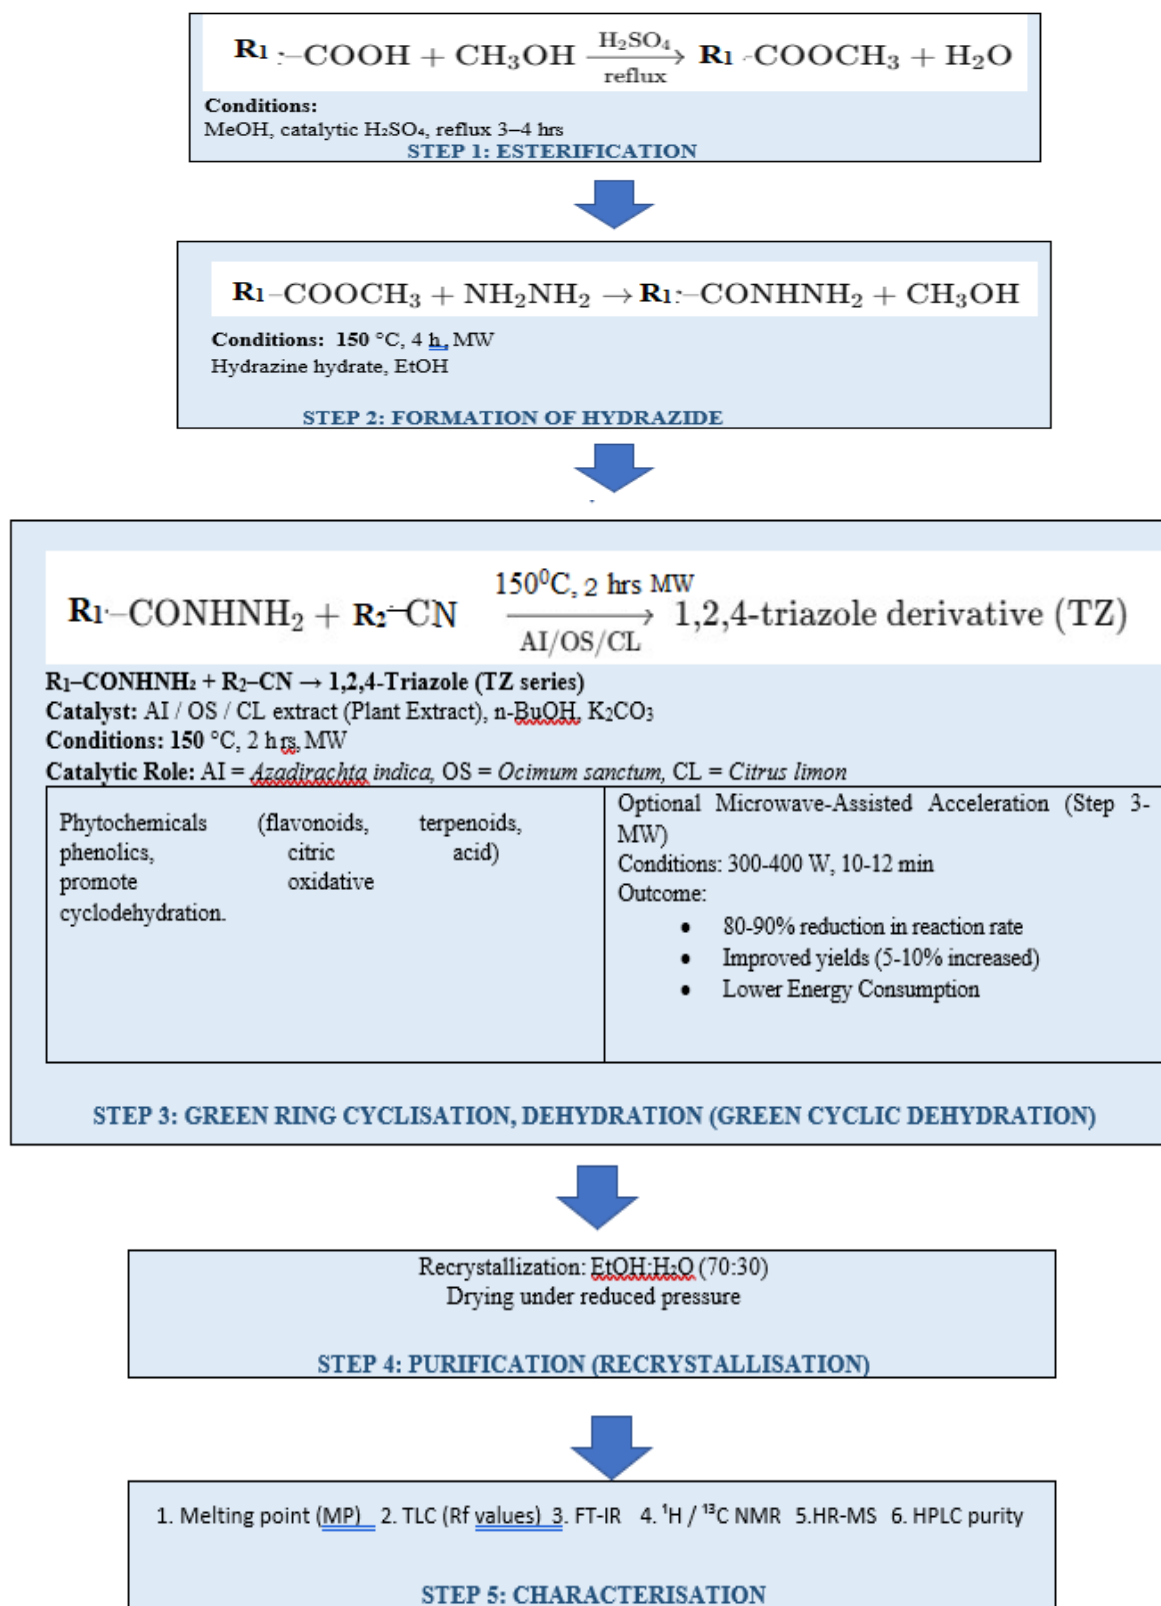 R₁ :–COOH + CH₃OH H₂SO₄ reflux → R₁ -COOCH₃ + H₂O
Conditions:
MeOH, catalytic H₂SO₄, reflux 3–4 hrs
STEP 1: ESTERIFICATION
R₁–COOCH₃ + NH₂NH₂ → R₁:–CONHNH₂ + CH₃OH
Conditions: 150 °C, 4 h, MW
Hydrazine hydrate, EtOH
STEP 2: FORMATION OF HYDRAZIDE
R₁·–CONHNH₂ + R₂–CN 150⁰C, 2 hrs MW AI/OS/CL → 1,2,4-triazole derivative (TZ)
R₁–CONHNH₂ + R₂–CN → 1,2,4-Triazole (TZ series)
Catalyst: AI / OS / CL extract (Plant Extract), n-BuOH, K₂CO₃
Conditions: 150 °C, 2 hrs, MW
Catalytic Role: AI = Azadirachta indica, OS = Ocimum sanctum, CL = Citrus limon
Phytochemicals (flavonoids, terpenoids,
phenolics, citric acid)
promote oxidative
cyclodehydration.
Optional Microwave-Assisted Acceleration (Step 3-
MW)
Conditions: 300-400 W, 10-12 min
Outcome:
• 80-90% reduction in reaction rate
• Improved yields (5-10% increased)
• Lower Energy Consumption
STEP 3: GREEN RING CYCLISATION, DEHYDRATION (GREEN CYCLIC DEHYDRATION)
Recrystallization: EtOH:H₂O (70:30)
Drying under reduced pressure
STEP 4: PURIFICATION (RECRYSTALLISATION)
1. Melting point (MP) 2. TLC (Rf values) 3. FT-IR 4. ¹H / ¹³C NMR 5.HR-MS 6. HPLC purity
STEP 5: CHARACTERISATION